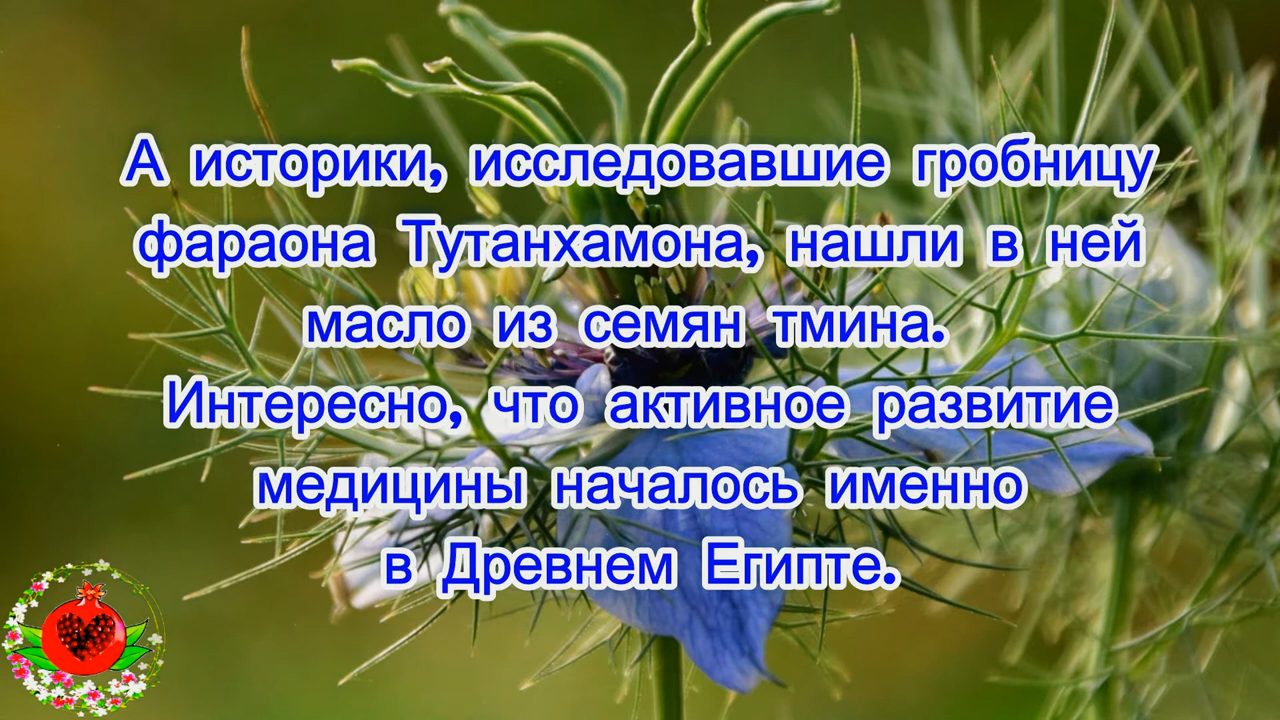 А историки, исследовавшие гробницу
фараона Тутанхамона, нашли в ней
масло из семян тмина.
Интересно, что активное развитие
медицины началось именно
в Древнем Египте.